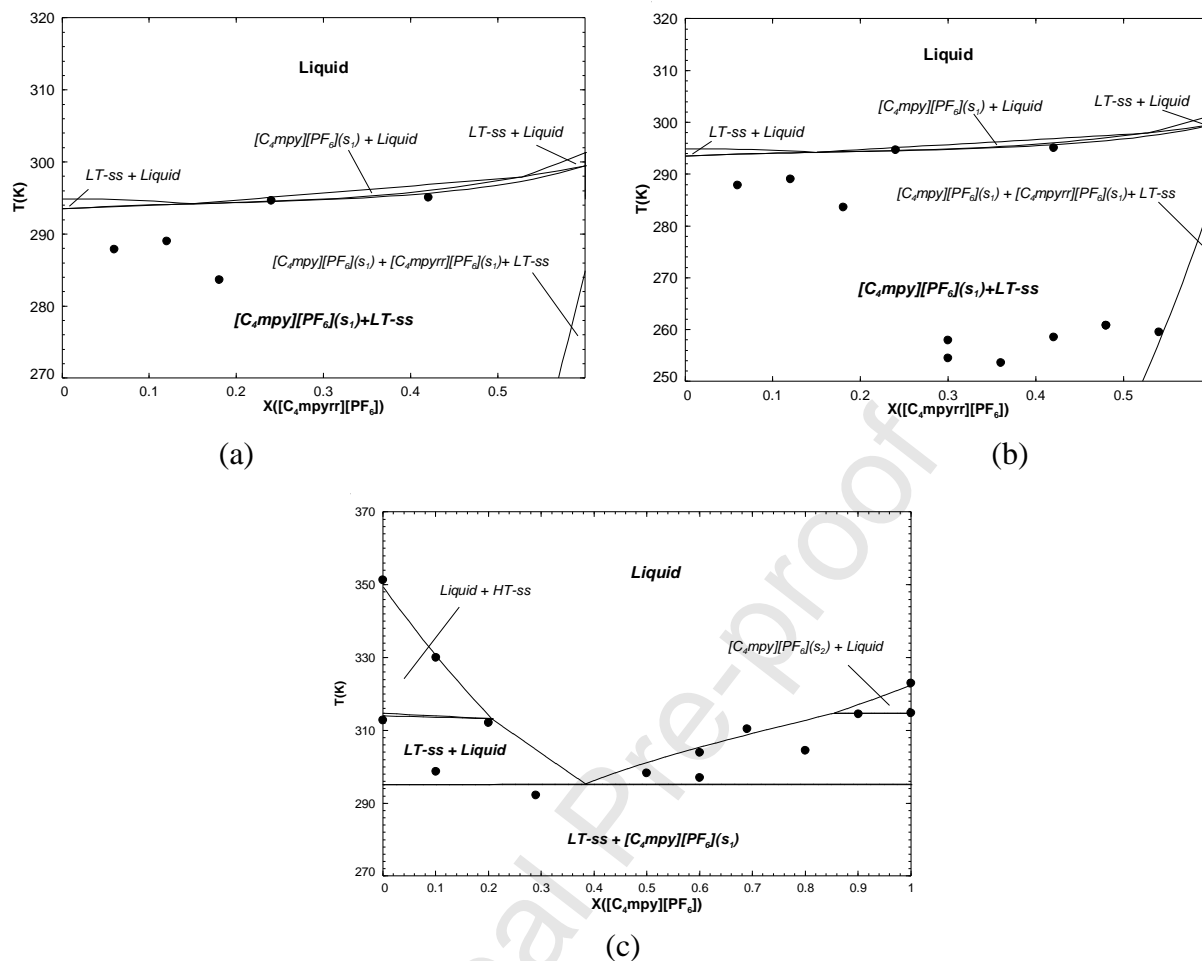 320
310
300
290
280
270
T(K)
Liquid
[C₄mpy][PF₆](s₁) + Liquid
LT-ss + Liquid
LT-ss + Liquid
[C₄mpy][PF₆](s₁) + [C₄mpyrr][PF₆](s₁)+ LT-ss
[C₄mpy][PF₆](s₁)+LT-ss
0 0.1 0.2 0.3 0.4 0.5
X([C₄mpyrr][PF₆])
(a)
320
310
300
290
280
270
260
250
T(K)
Liquid
[C₄mpy][PF₆](s₁) + Liquid
LT-ss + Liquid
LT-ss + Liquid
[C₄mpy][PF₆](s₁) + [C₄mpyrr][PF₆](s₁)+ LT-ss
[C₄mpy][PF₆](s₁)+LT-ss
0 0.1 0.2 0.3 0.4 0.5
X([C₄mpyrr][PF₆])
(b)
370
350
330
310
290
270
T(K)
Liquid
Liquid + HT-ss
[C₄mpy][PF₆](s₂) + Liquid
LT-ss + Liquid
LT-ss + [C₄mpy][PF₆](s₁)
0 0.1 0.2 0.3 0.4 0.5 0.6 0.7 0.8 0.9 1
X([C₄mpy][PF₆])
(c)
al Pre-proof